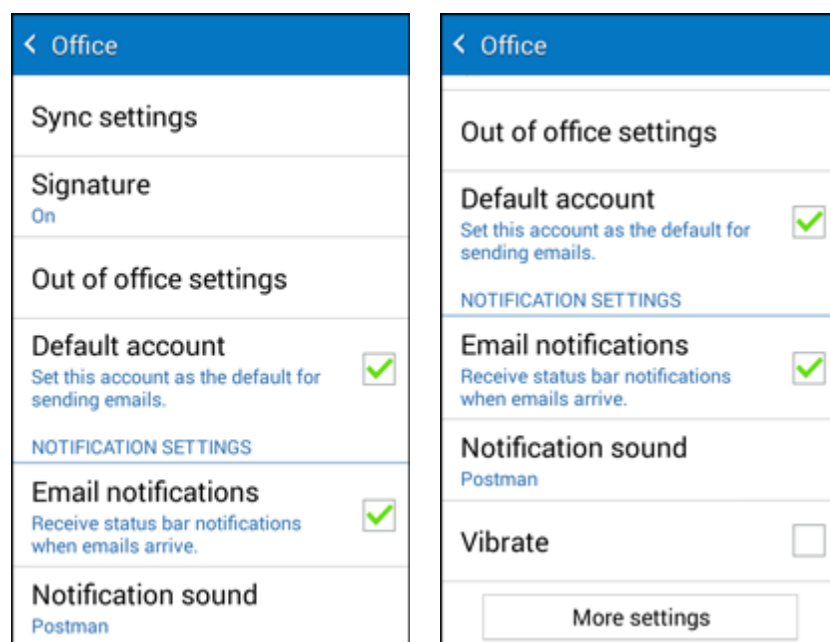 Office
Sync settings
Signature
On
Out of office settings
Default account
Set this account as the default for
sending emails.
NOTIFICATION SETTINGS
Email notifications
Receive status bar notifications
when emails arrive.
Notification sound
Postman
Office
Out of office settings
Default account
Set this account as the default for
sending emails.
NOTIFICATION SETTINGS
Email notifications
Receive status bar notifications
when emails arrive.
Notification sound
Postman
Vibrate
More settings